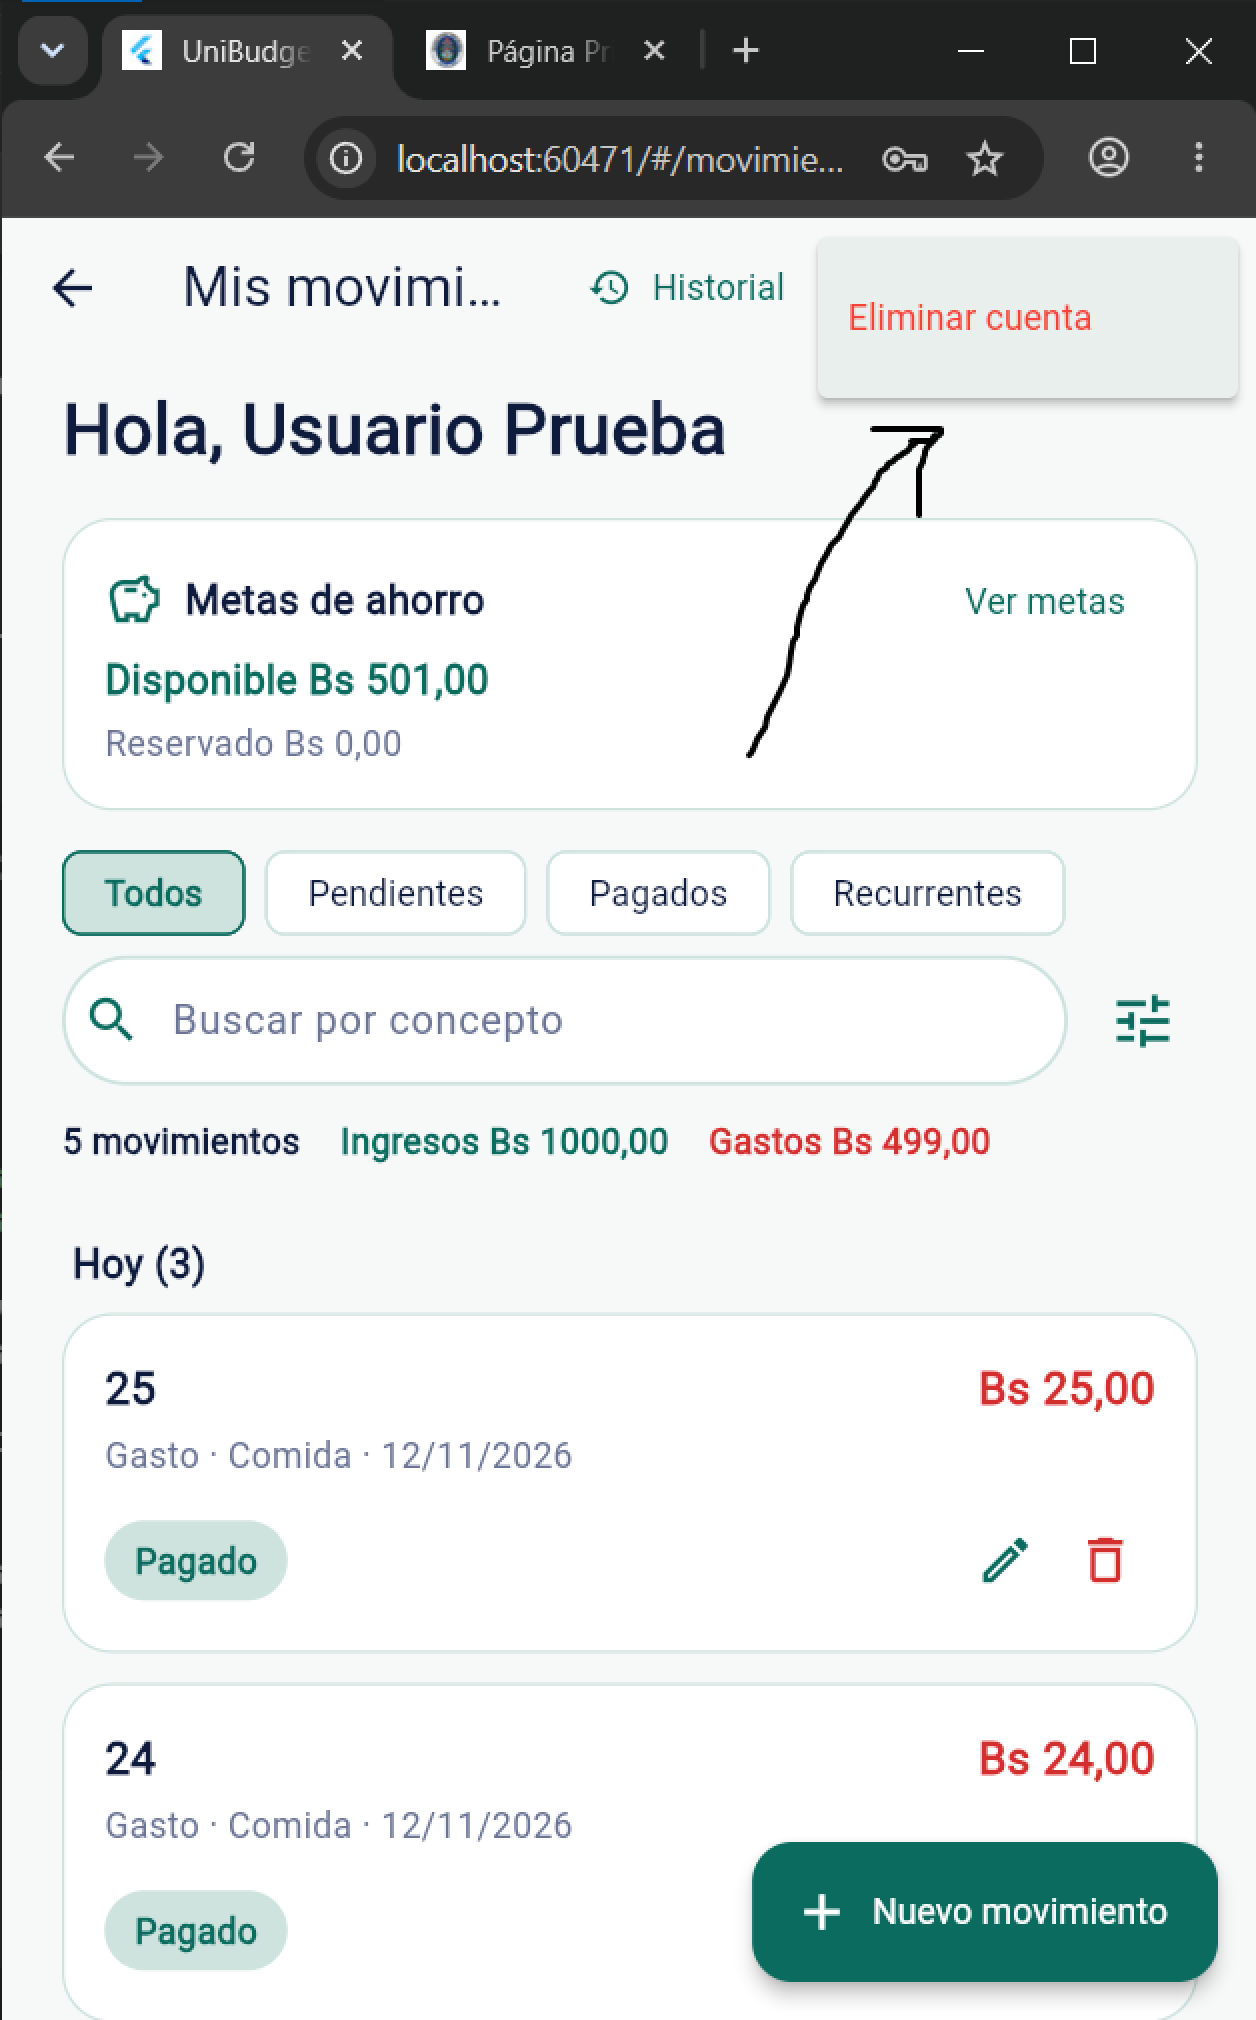 UniBudge
Página Pr
localhost:60471/#/movimie...
Mis movimi...
Historial
Eliminar cuenta
Hola, Usuario Prueba
Metas de ahorro
Ver metas
Disponible Bs 501,00
Reservado Bs 0,00
Todos
Pendientes
Pagados
Recurrentes
Buscar por concepto
5 movimientos
Ingresos Bs 1000,00
Gastos Bs 499,00
Hoy (3)
25
Bs 25,00
Gasto · Comida · 12/11/2026
Pagado
24
Bs 24,00
Gasto · Comida · 12/11/2026
Pagado
+ Nuevo movimiento